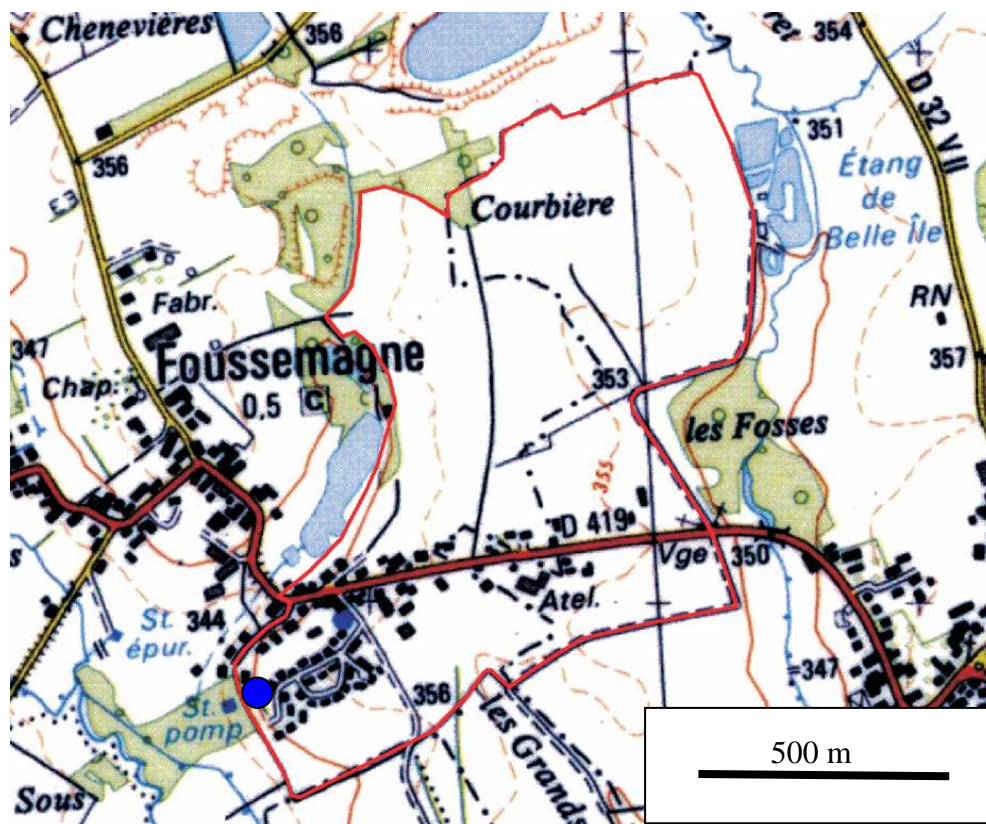 Chenevières
356
354
D 32 VII
351
356
Étang
de
Belle Île
Courbière
RN
Fabr.
347
Foussemagne
357
Chap.
0,5
C
353
les Fosses
355
D 419
Vge
350
Atel.
St.
épur.
344
347
St.
pomp
356
les Grands
Sous
500 m